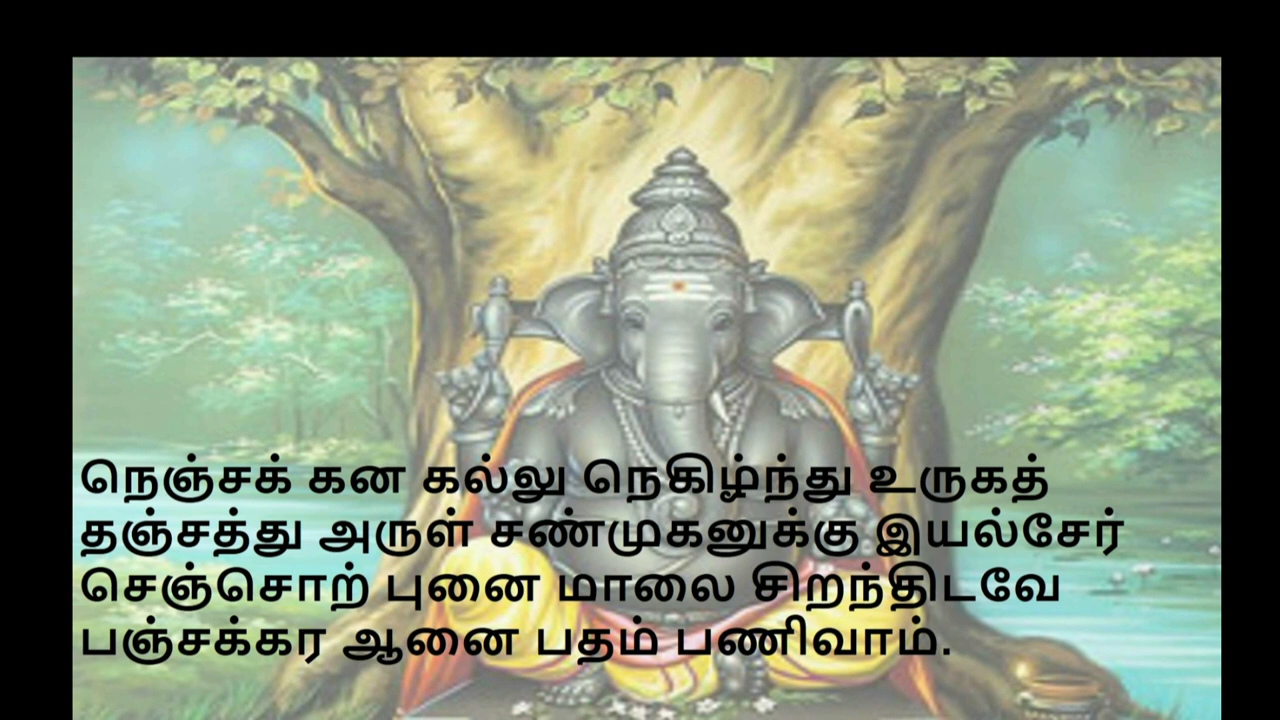 நெஞ்சக் கன கல்லு நெகிழ்ந்து உருகத்
தஞ்சத்து அருள் சண்முகனுக்கு இயல்சேர்
செஞ்சொற் புனை மாலை சிறந்திடவே
பஞ்சக்கர ஆனை பதம் பணிவாம்.